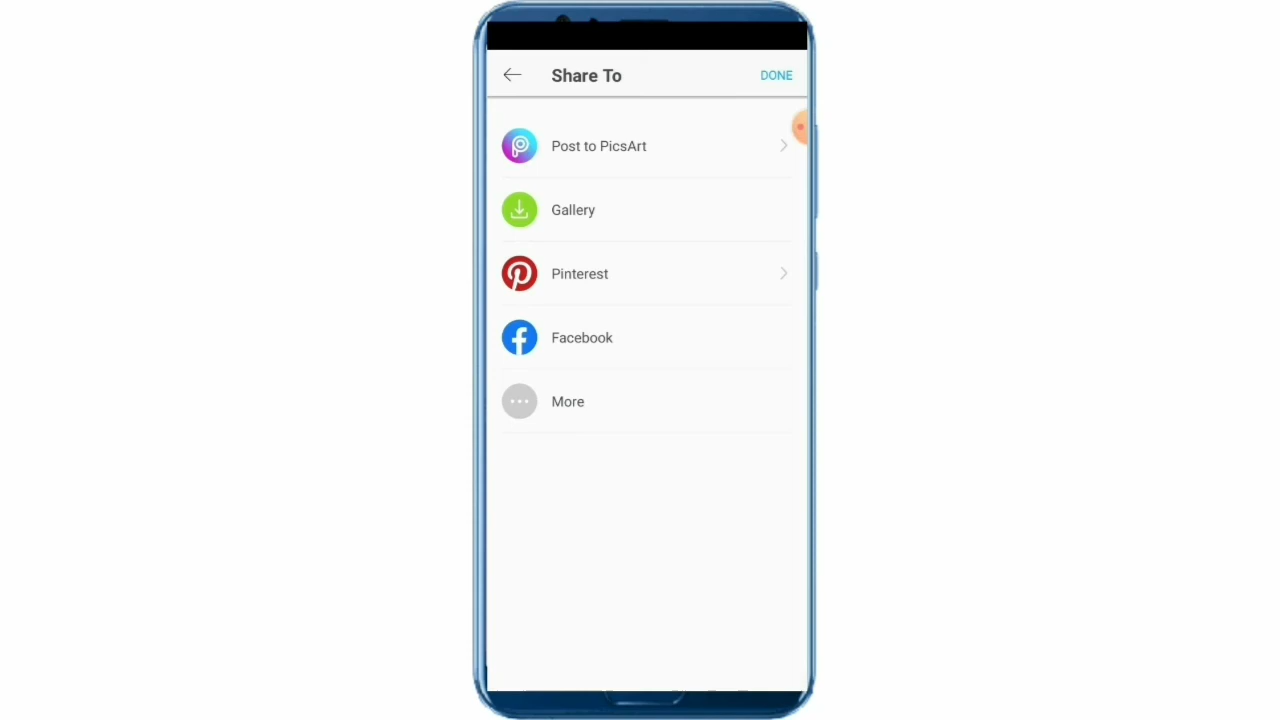 Share To
DONE
Post to PicsArt
Gallery
Pinterest
Facebook
More